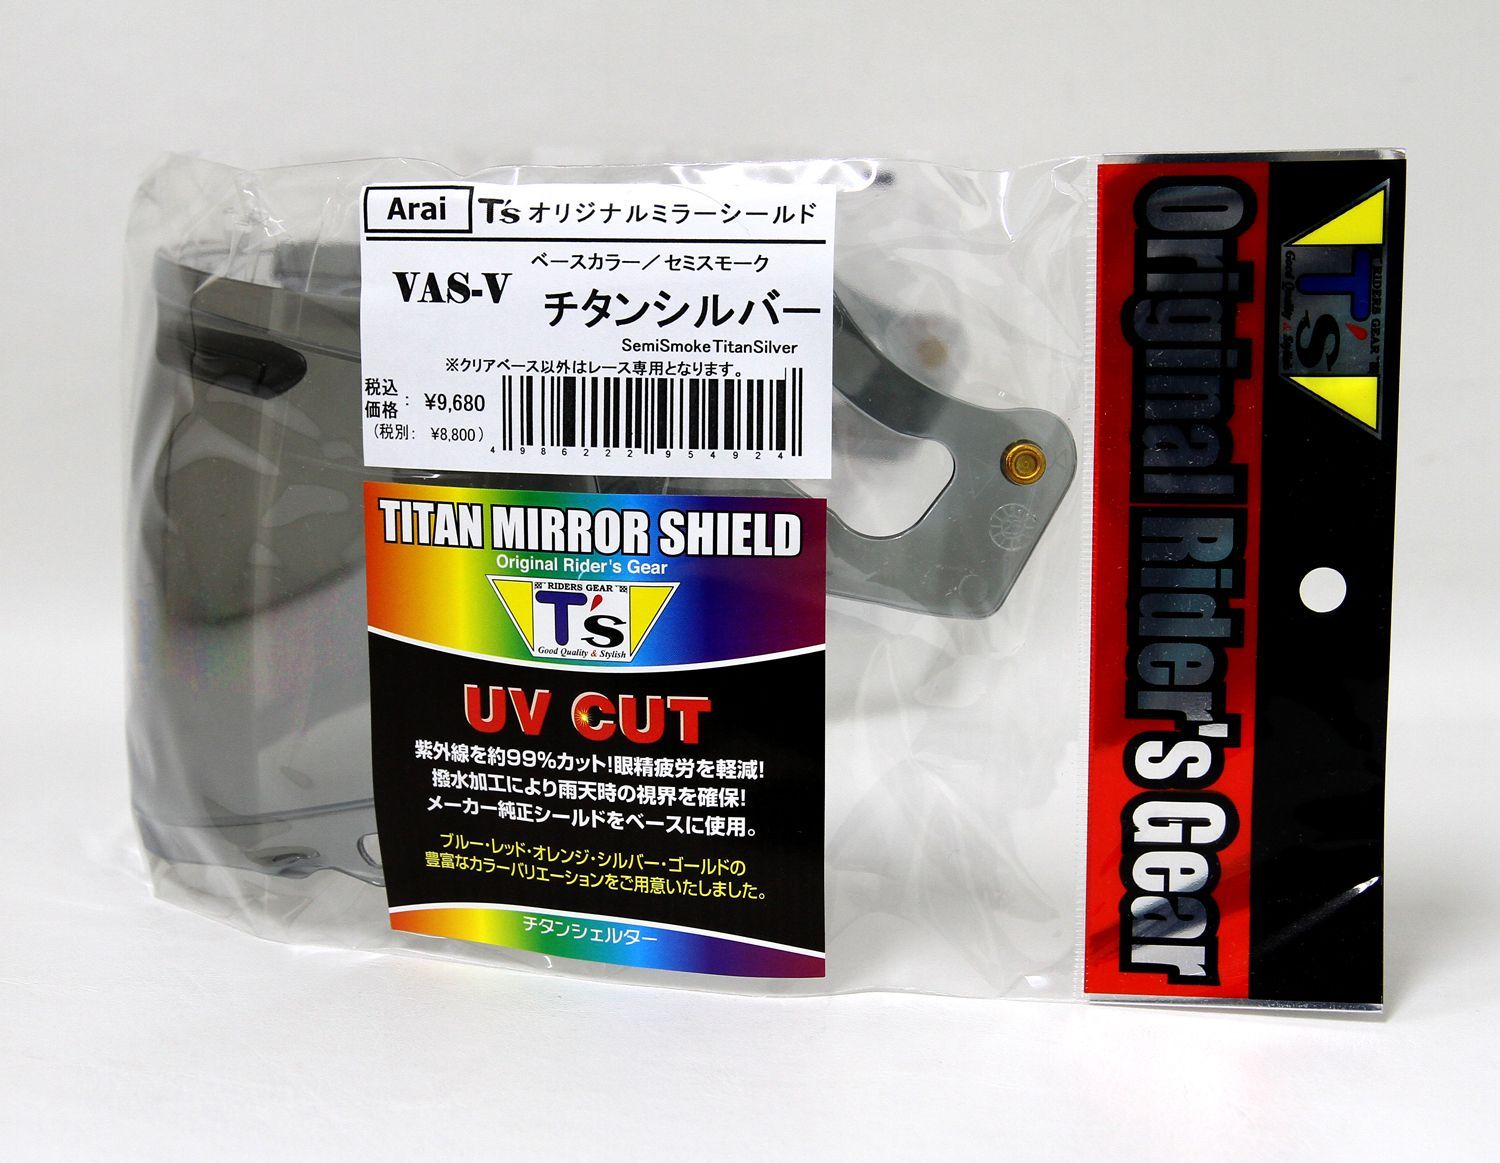 Arai T's オリジナルミラーシールド
ベースカラー／セミスモーク
VAS-V チタンシルバー
SemiSmoke TitanSilver
※クリアベース以外はレース専用となります。
税込
価格 : ¥9,680
(税別: ¥8,800)
4 986222 954924
TITAN MIRROR SHIELD
Original Rider's Gear
RIDERS GEAR
T's
Good Quality & Stylish
UV CUT
紫外線を約99%カット!眼精疲労を軽減!
撥水加工により雨天時の視界を確保!
メーカー純正シールドをベースに使用。
ブルー・レッド・オレンジ・シルバー・ゴールドの
豊富なカラーバリエーションをご用意いたしました。
チタンシェルター
Original Rider's Gear
RIDERS GEAR
T's
Good Quality & Stylish